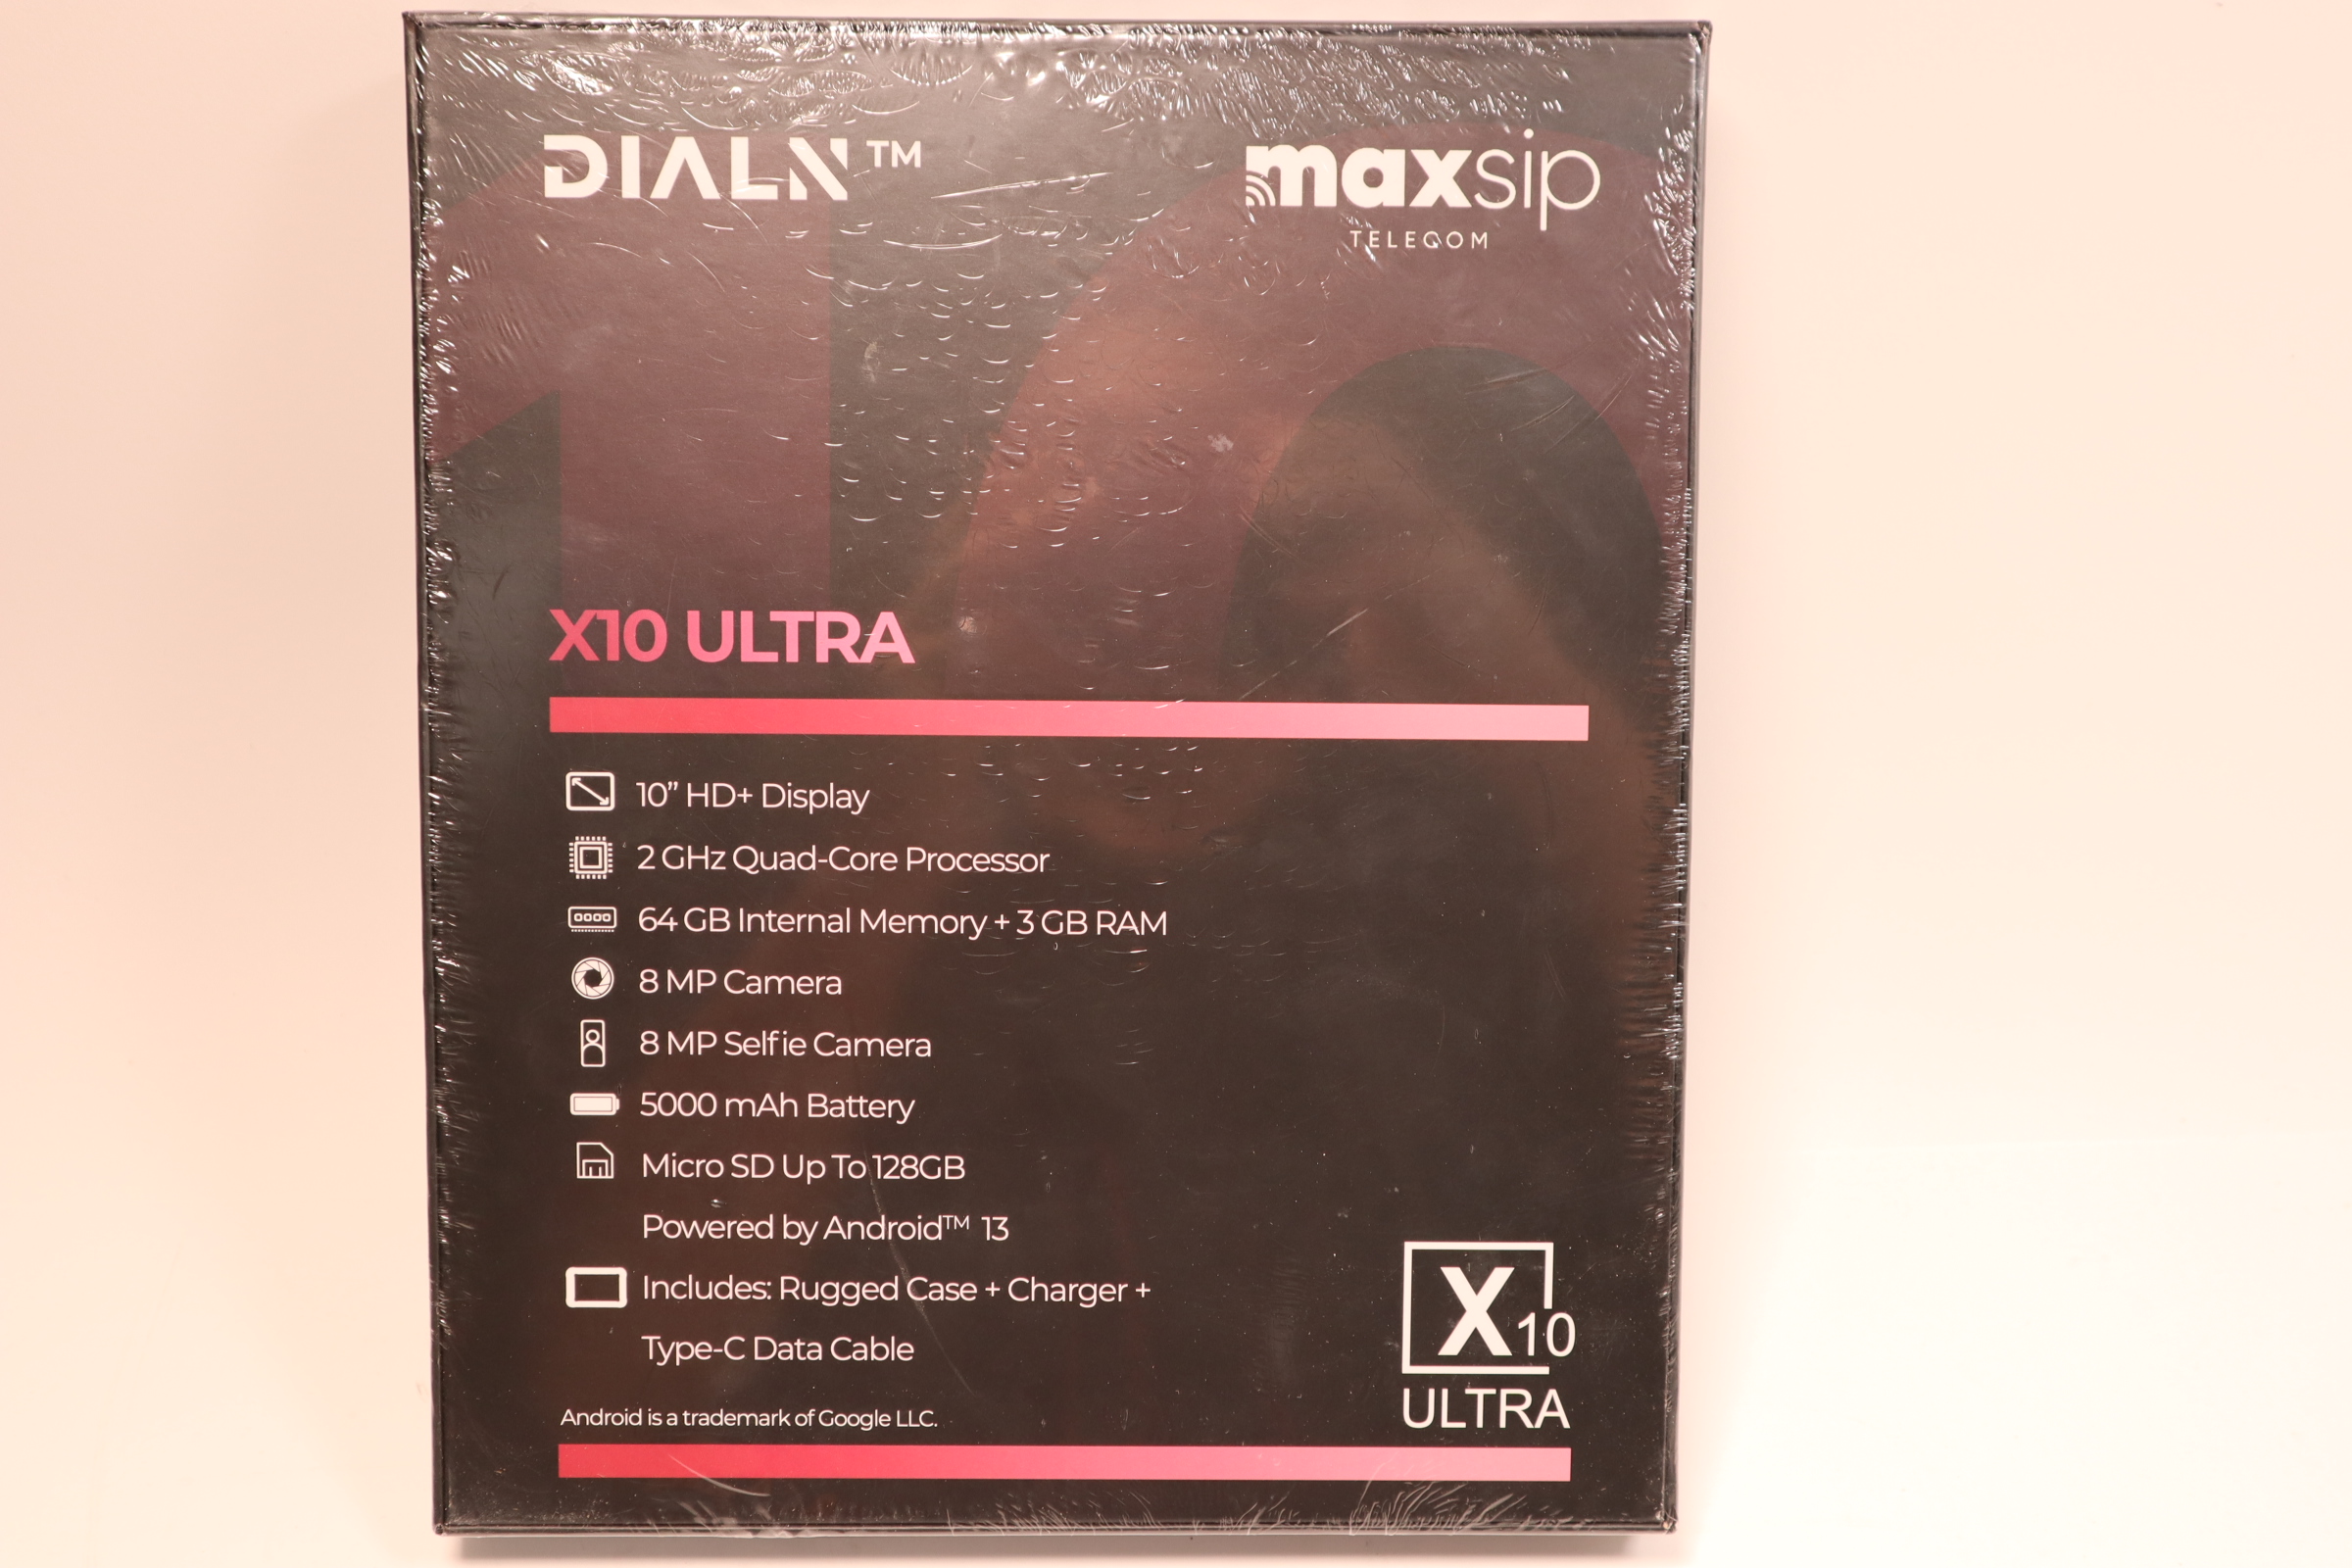 DIALN™
maxsip
TELECOM
10
X10 ULTRA
10” HD+ Display
2 GHz Quad-Core Processor
64 GB Internal Memory + 3 GB RAM
8 MP Camera
8 MP Selfie Camera
5000 mAh Battery
Micro SD Up To 128GB
Powered by Android™ 13
Includes: Rugged Case + Charger +
Type-C Data Cable
Android is a trademark of Google LLC.
X10
ULTRA